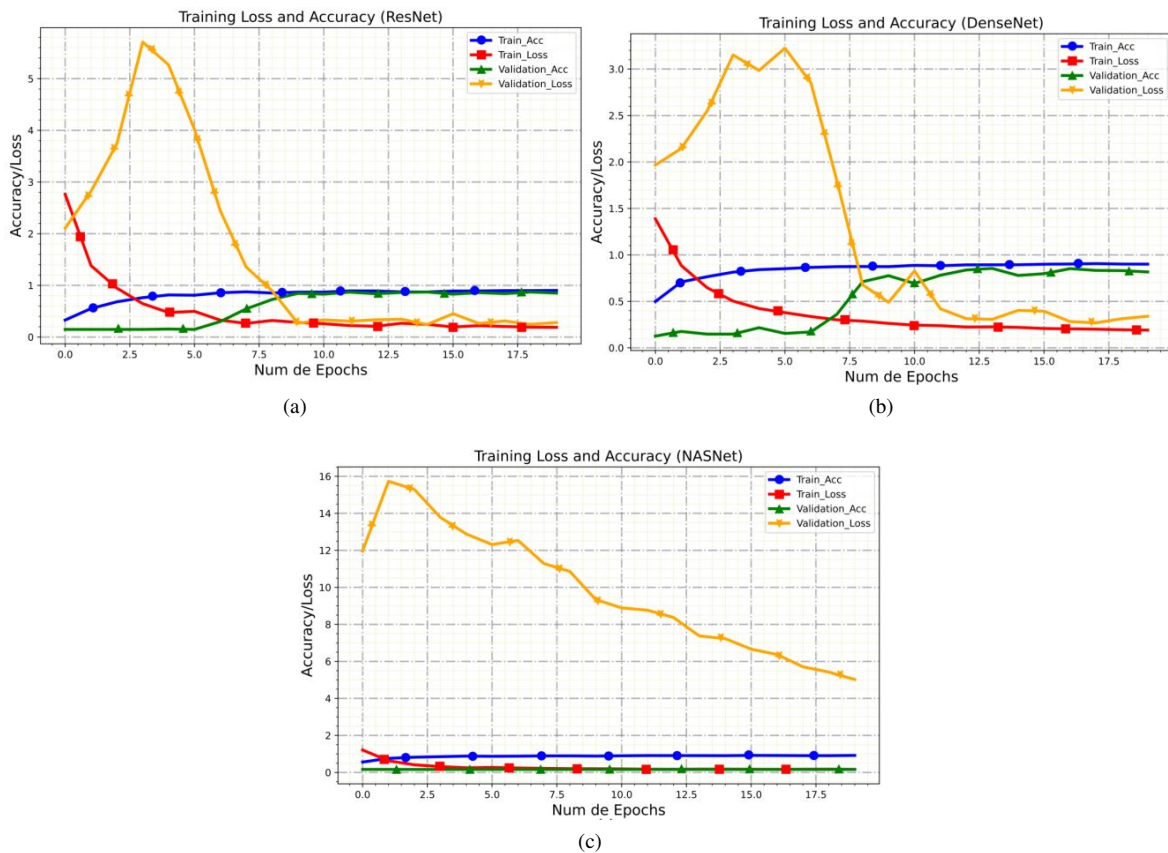 Training Loss and Accuracy (ResNet)
Train_Acc
Train_Loss
Validation_Acc
Validation_Loss
Accuracy/Loss
5
4
3
2
1
0
0.0 2.5 5.0 7.5 10.0 12.5 15.0 17.5
Num de Epochs
(a)
Training Loss and Accuracy (DenseNet)
Train_Acc
Train_Loss
Validation_Acc
Validation_Loss
Accuracy/Loss
3.0
2.5
2.0
1.5
1.0
0.5
0.0
0.0 2.5 5.0 7.5 10.0 12.5 15.0 17.5
Num de Epochs
(b)
Training Loss and Accuracy (NASNet)
Train_Acc
Train_Loss
Validation_Acc
Validation_Loss
Accuracy/Loss
16
14
12
10
8
6
4
2
0
0.0 2.5 5.0 7.5 10.0 12.5 15.0 17.5
Num de Epochs
(c)